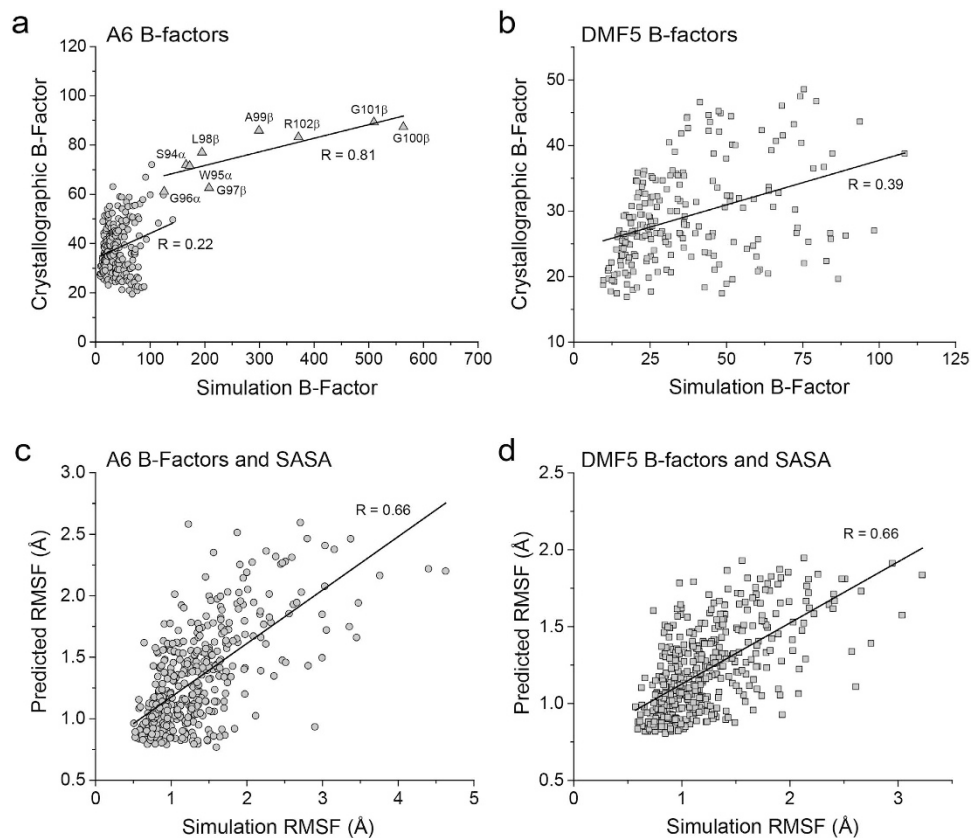 a
A6 B-factors
Crystallographic B-Factor
120
100
80
60
40
20
0
S94α
L98β
A99β
R102β
G101β
G100β
W95α
G96α
G97β
R = 0.81
R = 0.22
0 100 200 300 400 500 600 700
Simulation B-Factor
b
DMF5 B-factors
Crystallographic B-Factor
50
40
30
20
10
R = 0.39
0 25 50 75 100 125
Simulation B-Factor
c
A6 B-Factors and SASA
Predicted RMSF (Å)
3.0
2.5
2.0
1.5
1.0
0.5
R = 0.66
0 1 2 3 4 5
Simulation RMSF (Å)
d
DMF5 B-factors and SASA
Predicted RMSF (Å)
2.5
2.0
1.5
1.0
0.5
R = 0.66
0 1 2 3
Simulation RMSF (Å)